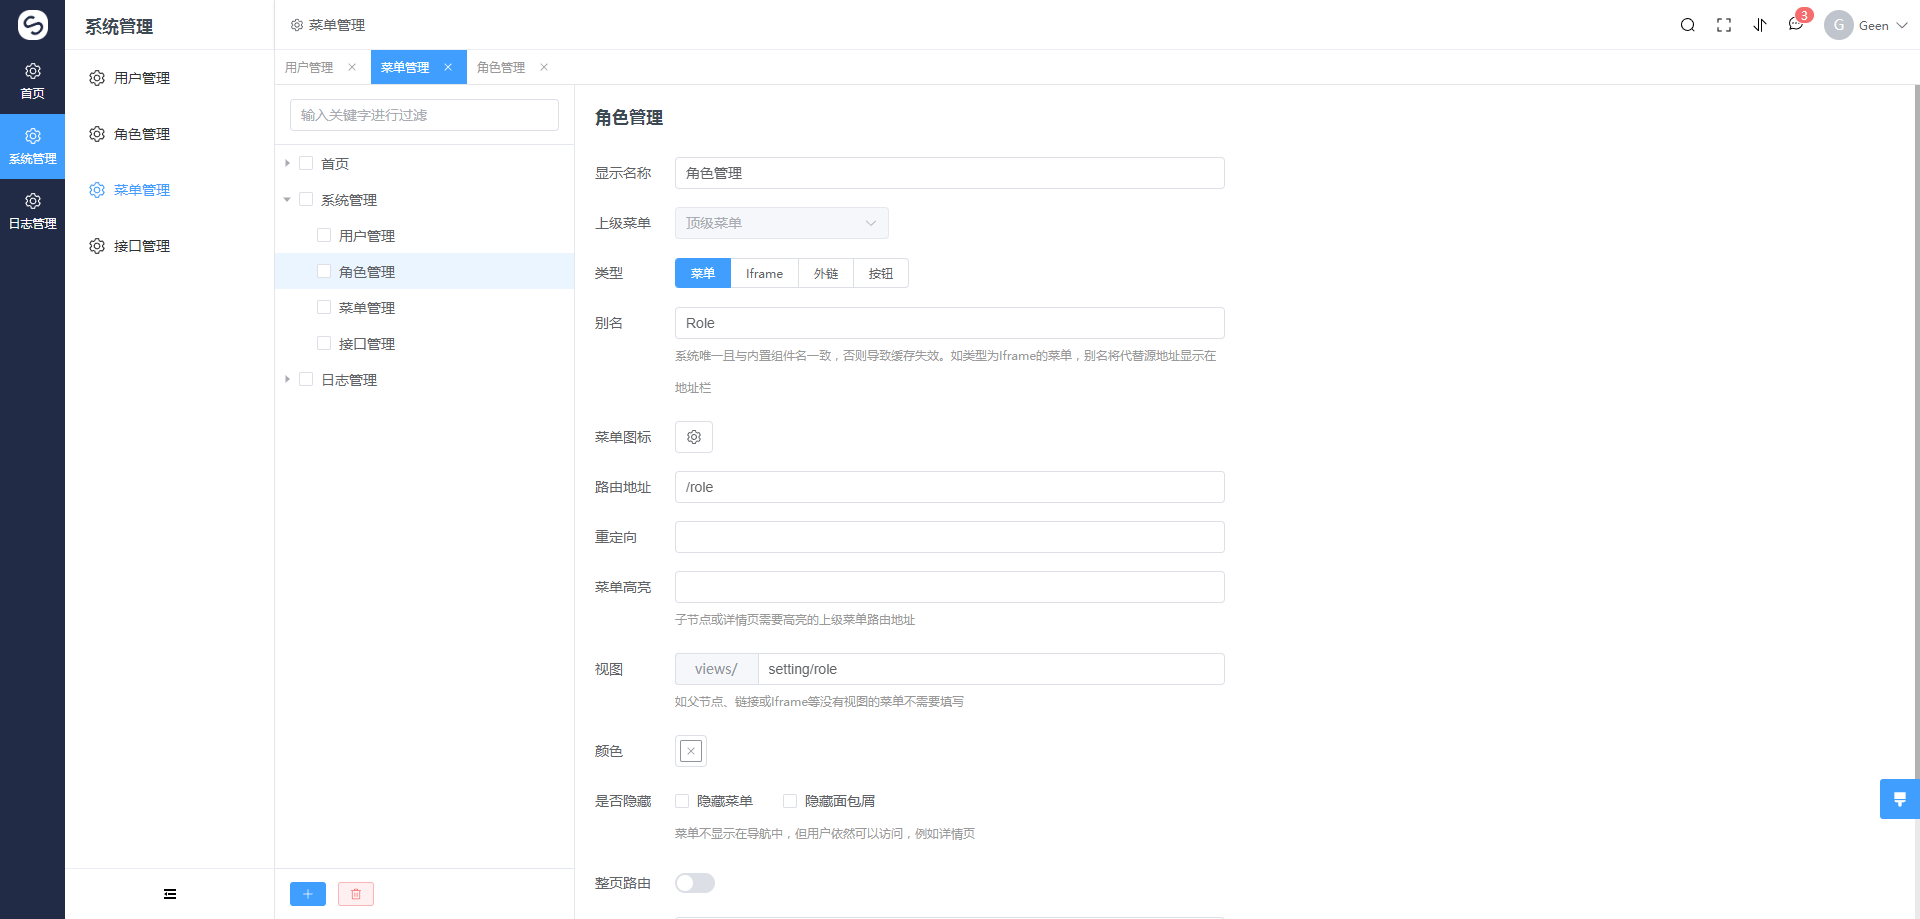 首页
系统管理
日志管理
系统管理
用户管理
角色管理
菜单管理
接口管理
菜单管理
3
G
Geen
用户管理
菜单管理
角色管理
输入关键字进行过滤
首页
系统管理
用户管理
角色管理
菜单管理
接口管理
日志管理
角色管理
显示名称
角色管理
上级菜单
顶级菜单
类型
菜单
Iframe
外链
按钮
别名
Role
系统唯一且与内置组件名一致，否则导致缓存失效。如类型为Iframe的菜单，别名将代替源地址显示在
地址栏
菜单图标
路由地址
/role
重定向
菜单高亮
子节点或详情页需要高亮的上级菜单路由地址
视图
views/
setting/role
如父节点、链接或Iframe等没有视图的菜单不需要填写
颜色
是否隐藏
隐藏菜单
隐藏面包屑
菜单不显示在导航中，但用户依然可以访问，例如详情页
整页路由